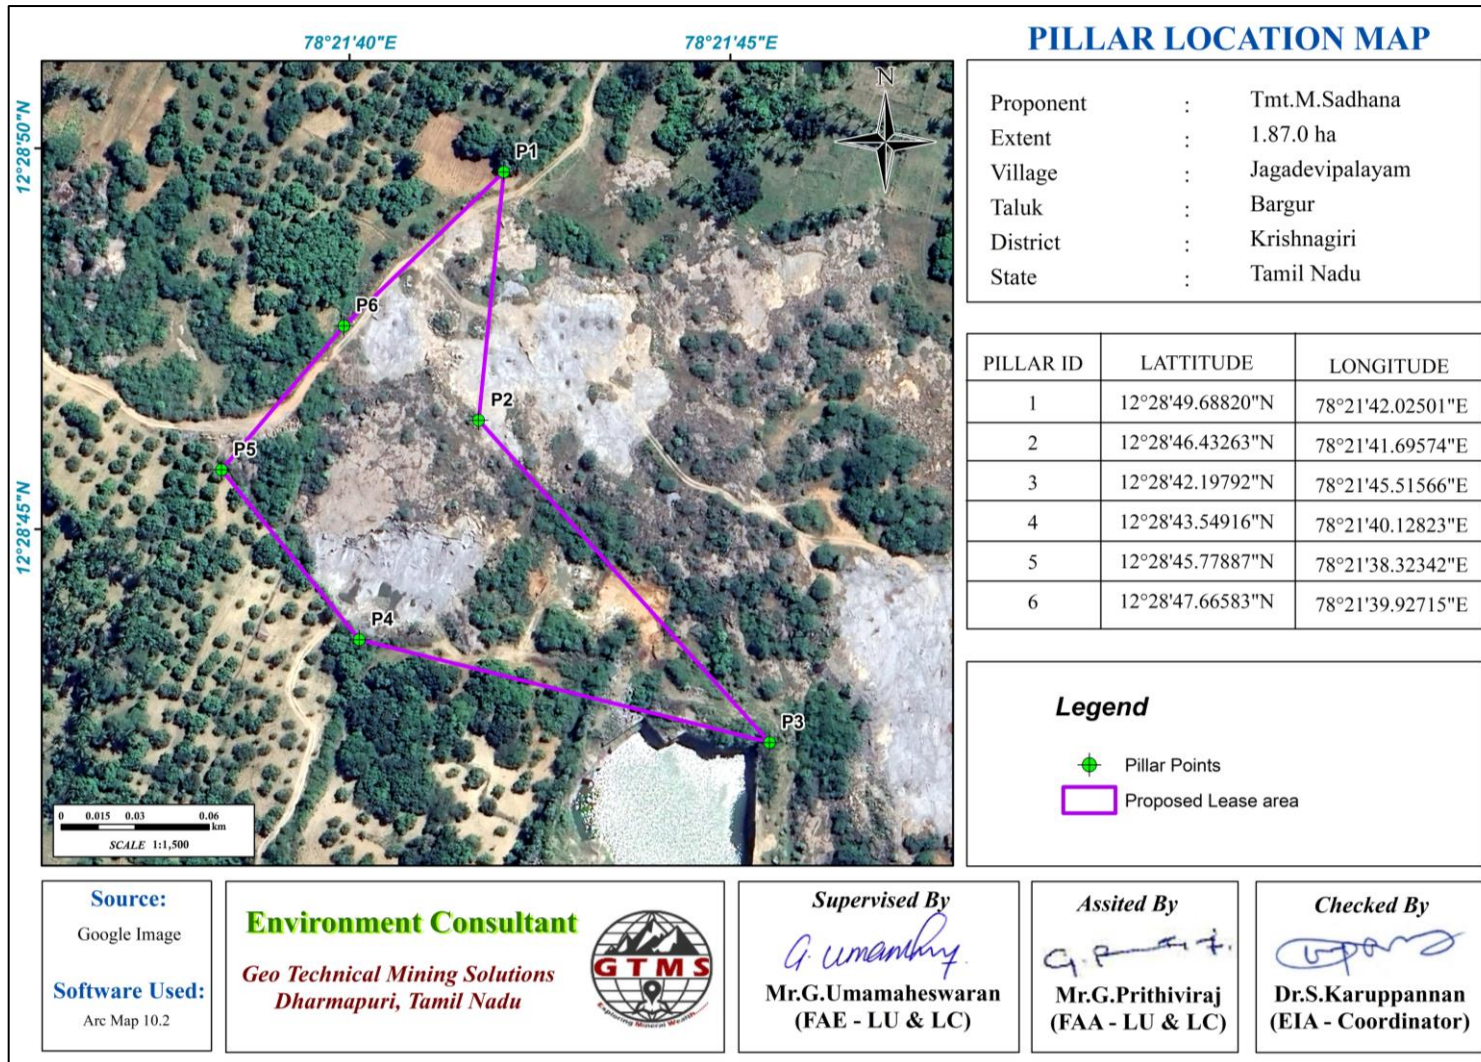 PILLAR LOCATION MAP
78°21'40"E
78°21'45"E
12°28'50"N
12°28'45"N
N
P1
P6
P2
P5
P4
P3
0 0.015 0.03 0.06
km
SCALE 1:1,500
Proponent : Tmt.M.Sadhana
Extent : 1.87.0 ha
Village : Jagadevipalayam
Taluk : Bargur
District : Krishnagiri
State : Tamil Nadu
PILLAR ID LATTITUDE LONGITUDE
1 12°28'49.68820"N 78°21'42.02501"E
2 12°28'46.43263"N 78°21'41.69574"E
3 12°28'42.19792"N 78°21'45.51566"E
4 12°28'43.54916"N 78°21'40.12823"E
5 12°28'45.77887"N 78°21'38.32342"E
6 12°28'47.66583"N 78°21'39.92715"E
Legend
Pillar Points
Proposed Lease area
Source:
Google Image
Software Used:
Arc Map 10.2
Environment Consultant
Geo Technical Mining Solutions
Dharmapuri, Tamil Nadu
GTMS
Exploring Mineral Wealth.......
Supervised By
Mr.G.Umamaheswaran
(FAE - LU & LC)
Assited By
Mr.G.Prithiviraj
(FAA - LU & LC)
Checked By
Dr.S.Karuppannan
(EIA - Coordinator)